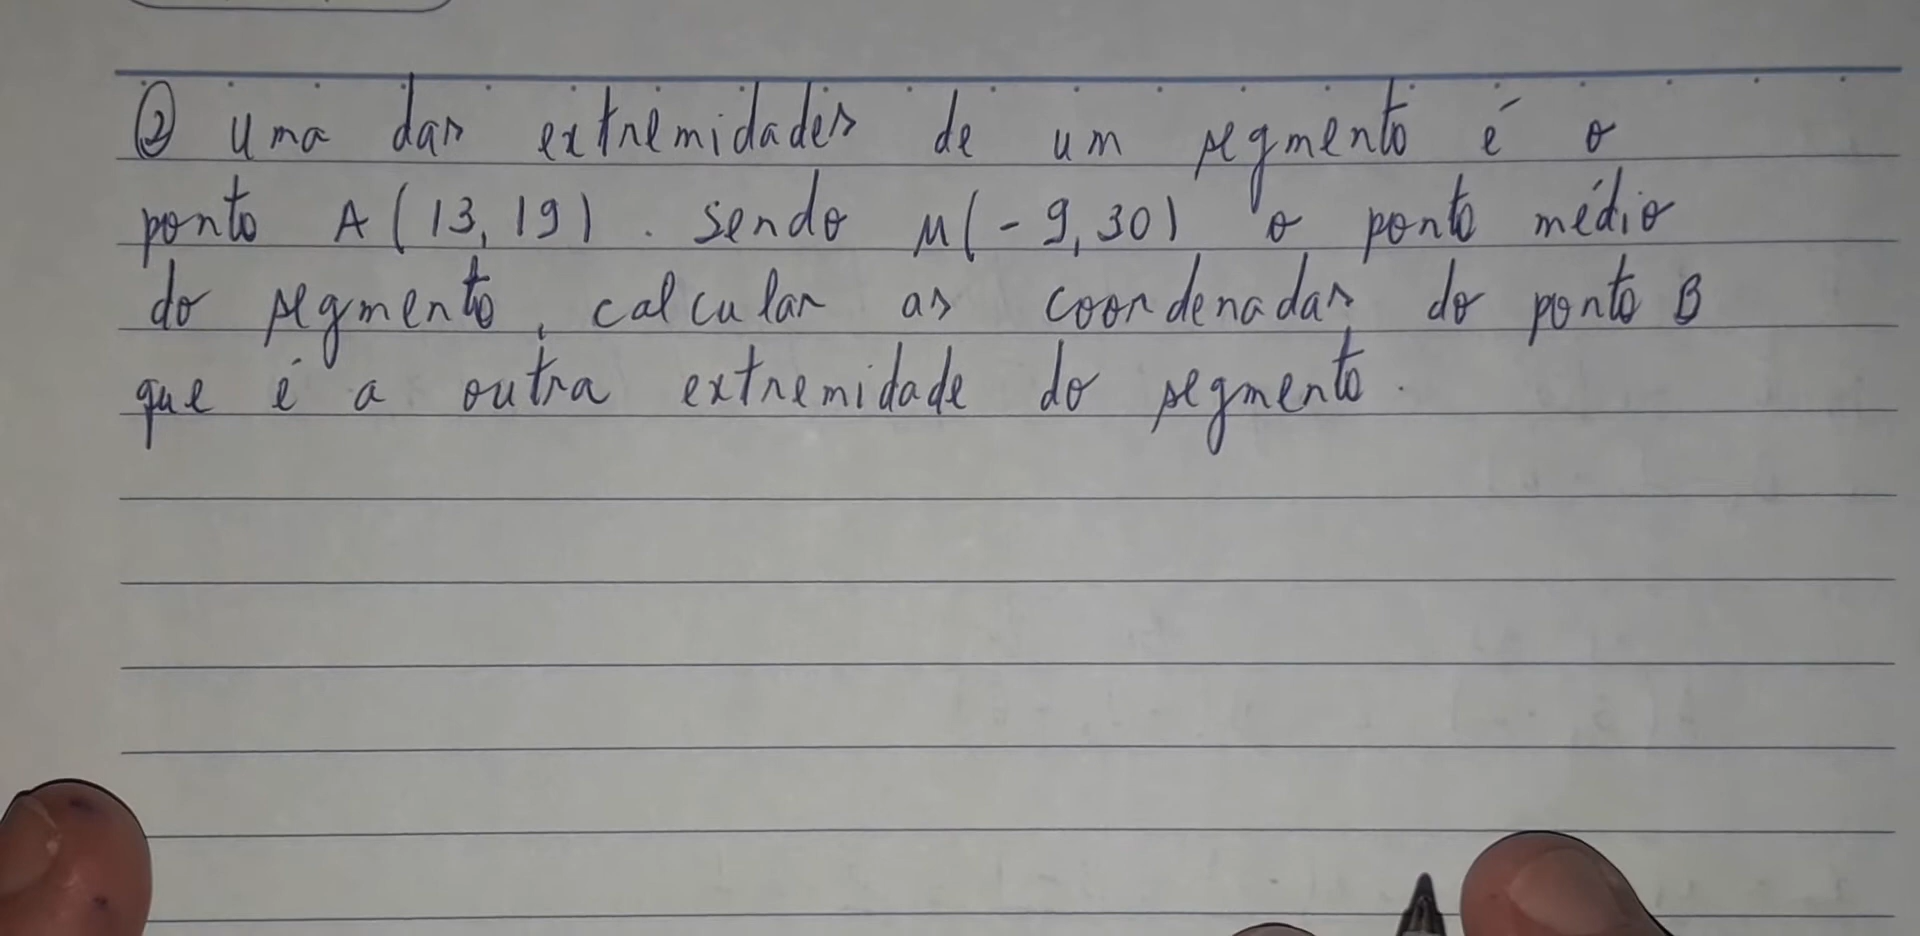 ② Uma das extremidades de um segmento é o
ponto A(13,19). Sendo M(-9,30) o ponto médio
do segmento, calcular as coordenadas do ponto B
que é a outra extremidade do segmento.